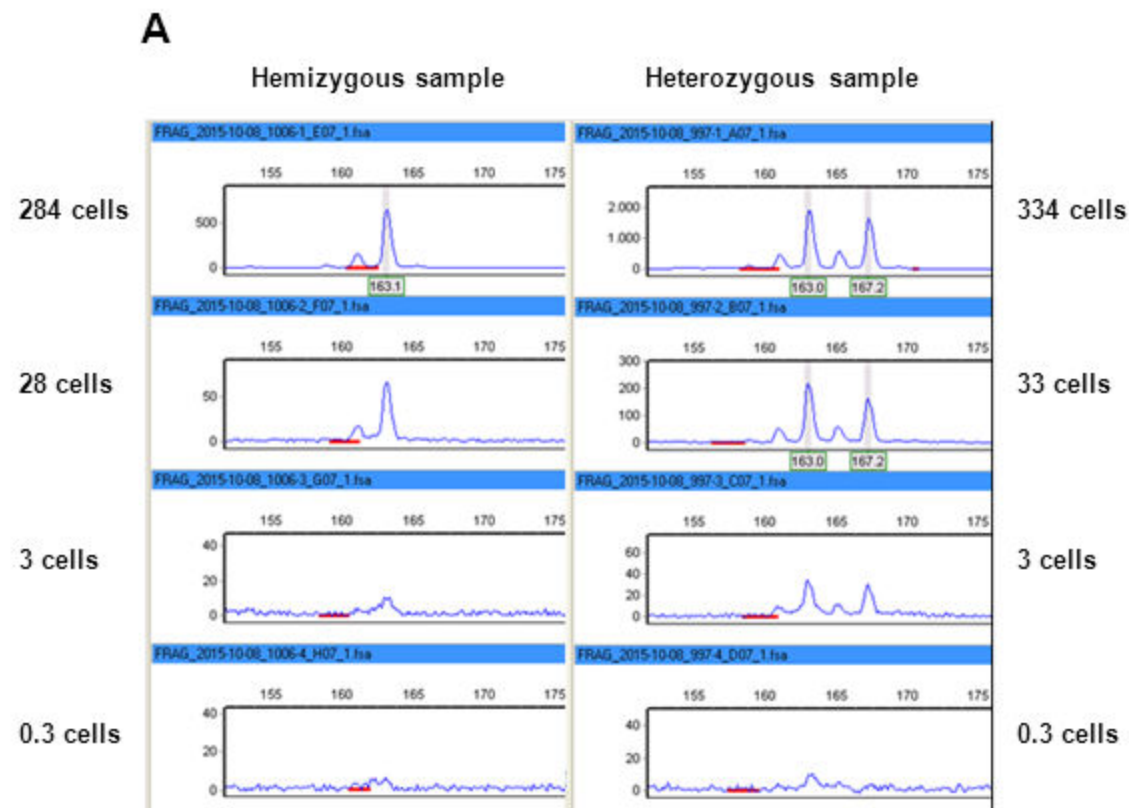 A
Hemizygous sample
Heterozygous sample
FRAG_2015-10-08_1006-1_E07_1.fsa
FRAG_2015-10-08_997-1_A07_1.fsa
155 160 165 170 175
155 160 165 170 175
284 cells
500
0
163.1
2.000
1.000
0
163.0
167.2
334 cells
FRAG_2015-10-08_1006-2_F07_1.fsa
FRAG_2015-10-08_997-2_B07_1.fsa
155 160 165 170 175
155 160 165 170 175
28 cells
50
0
300
200
100
0
163.0
167.2
33 cells
FRAG_2015-10-08_1006-3_G07_1.fsa
FRAG_2015-10-08_997-3_C07_1.fsa
155 160 165 170 175
155 160 165 170 175
3 cells
40
20
0
60
40
20
0
3 cells
FRAG_2015-10-08_1006-4_H07_1.fsa
FRAG_2015-10-08_997-4_D07_1.fsa
155 160 165 170 175
155 160 165 170 175
0.3 cells
40
20
0
40
20
0
0.3 cells